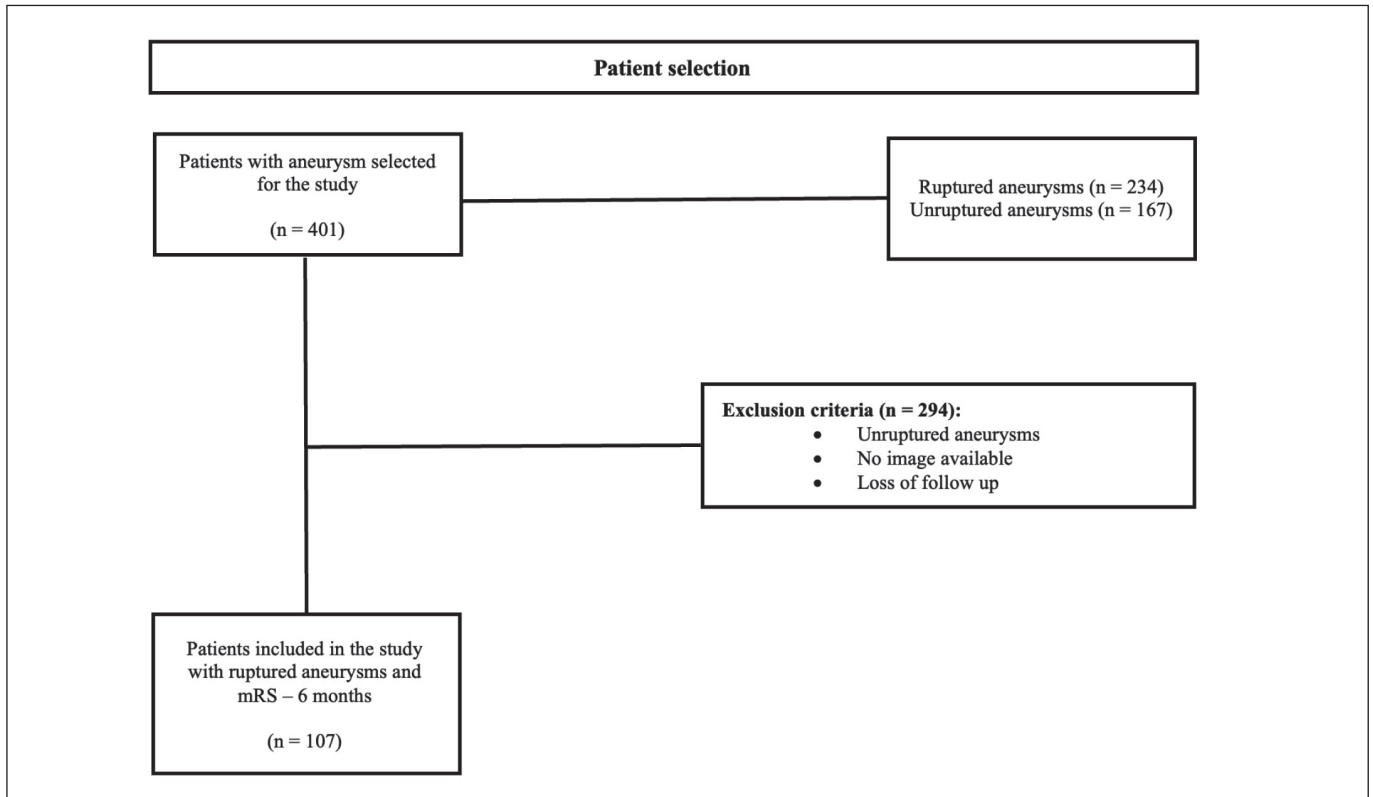 Patient selection
Patients with aneurysm selected
for the study
(n = 401)
Ruptured aneurysms (n = 234)
Unruptured aneurysms (n = 167)
Exclusion criteria (n = 294):
• Unruptured aneurysms
• No image available
• Loss of follow up
Patients included in the study
with ruptured aneurysms and
mRS – 6 months
(n = 107)